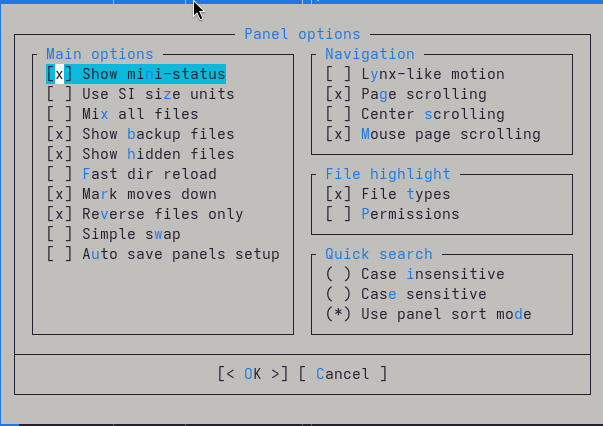 Panel options
Main options
[x] Show mini-status
[ ] Use SI size units
[ ] Mix all files
[x] Show backup files
[x] Show hidden files
[ ] Fast dir reload
[x] Mark moves down
[x] Reverse files only
[ ] Simple swap
[ ] Auto save panels setup
Navigation
[ ] Lynx-like motion
[x] Page scrolling
[ ] Center scrolling
[x] Mouse page scrolling
File highlight
[x] File types
[ ] Permissions
Quick search
( ) Case insensitive
( ) Case sensitive
(*) Use panel sort mode
[< OK >] [ Cancel ]